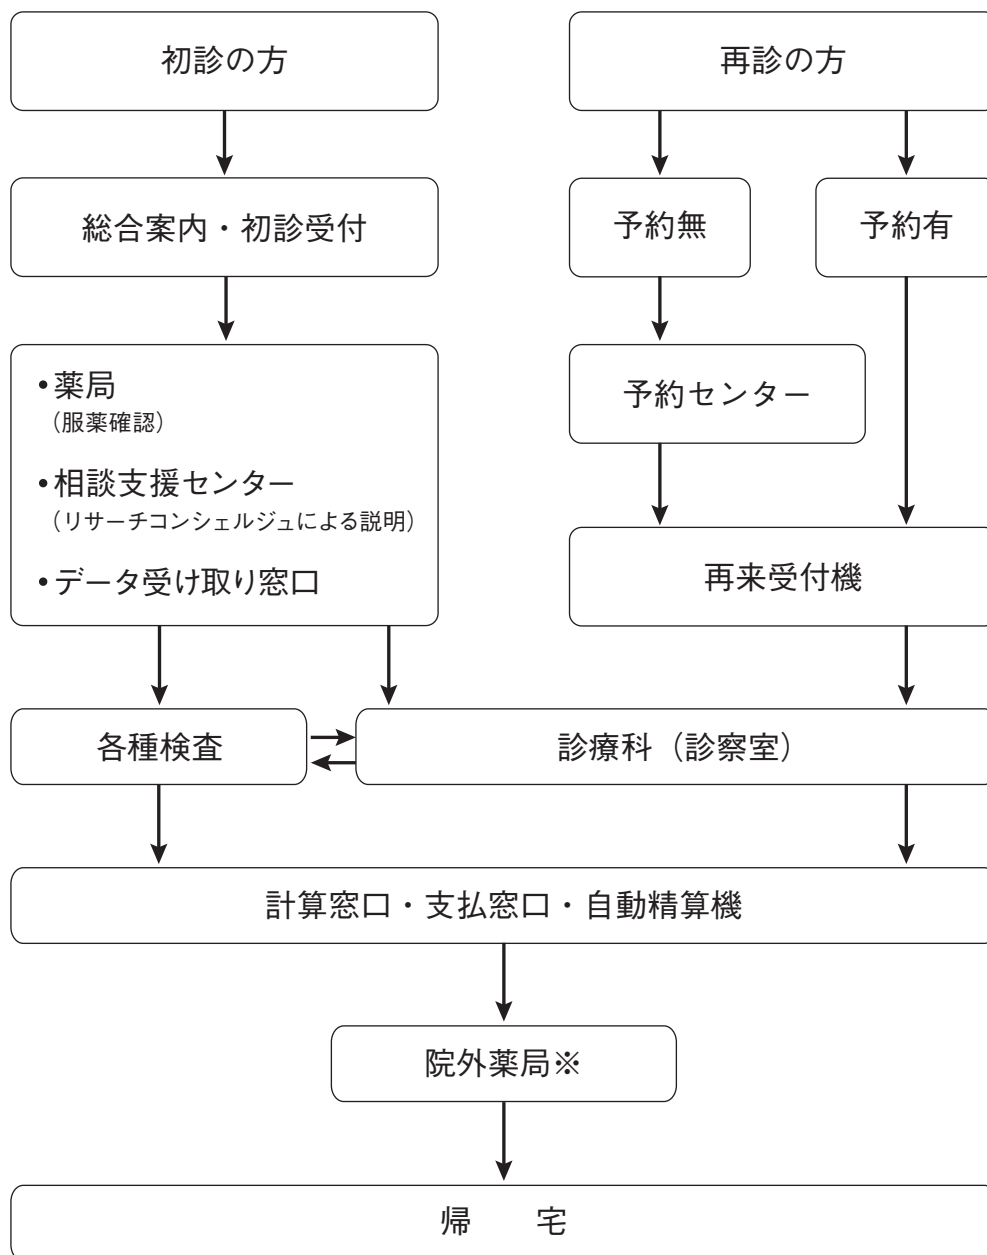 初診の方
再診の方
総合案内・初診受付
予約無
予約有
•薬局
（服薬確認）
•相談支援センター
（リサーチコンシェルジュによる説明）
•データ受け取り窓口
予約センター
再来受付機
各種検査
診療科（診察室）
計算窓口・支払窓口・自動精算機
院外薬局※
帰　宅